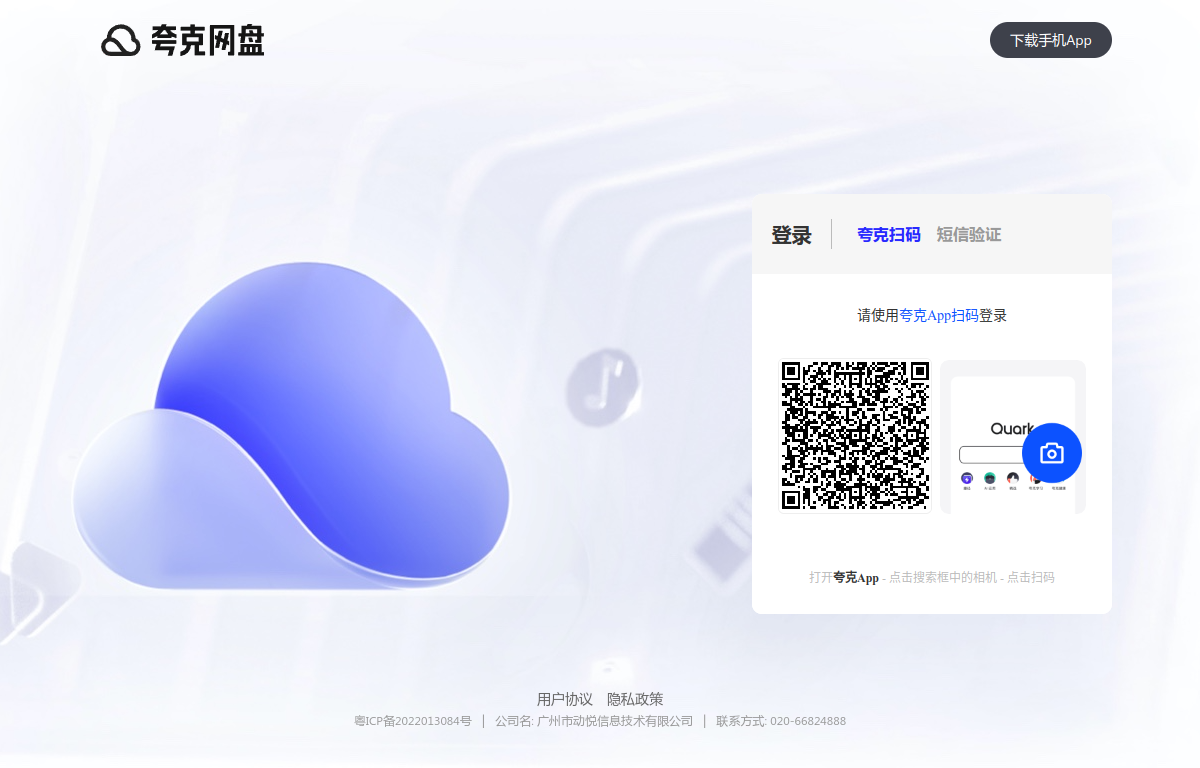 夸克网盘
下载手机App
登录
夸克扫码 短信验证
请使用夸克App扫码登录
Quark
打开夸克App - 点击搜索框中的相机 - 点击扫码
用户协议 隐私政策
粤ICP备2022013084号 | 公司名: 广州市动悦信息技术有限公司 | 联系方式: 020-66824888